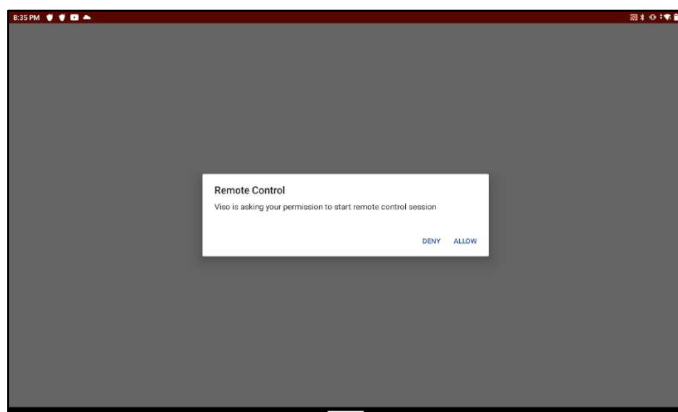 8:35 PM
Remote Control
Viso is asking your permission to start remote control session
DENY ALLOW